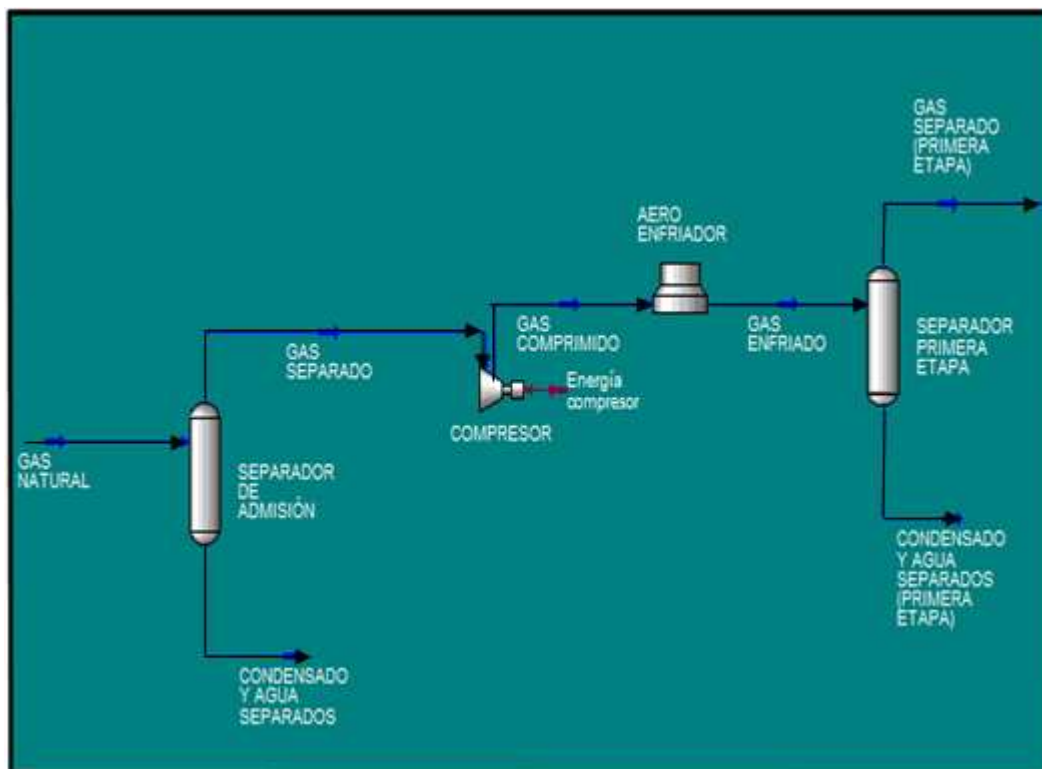 GAS
NATURAL
SEPARADOR
DE
ADMISIÓN
CONDENSADO
Y AGUA
SEPARADOS
GAS
SEPARADO
COMPRESOR
Energía
compresor
GAS
COMPRIMIDO
AERO
ENFRIADOR
GAS
ENFRIADO
SEPARADOR
PRIMERA
ETAPA
GAS
SEPARADO
(PRIMERA
ETAPA)
CONDENSADO
Y AGUA
SEPARADOS
(PRIMERA
ETAPA)